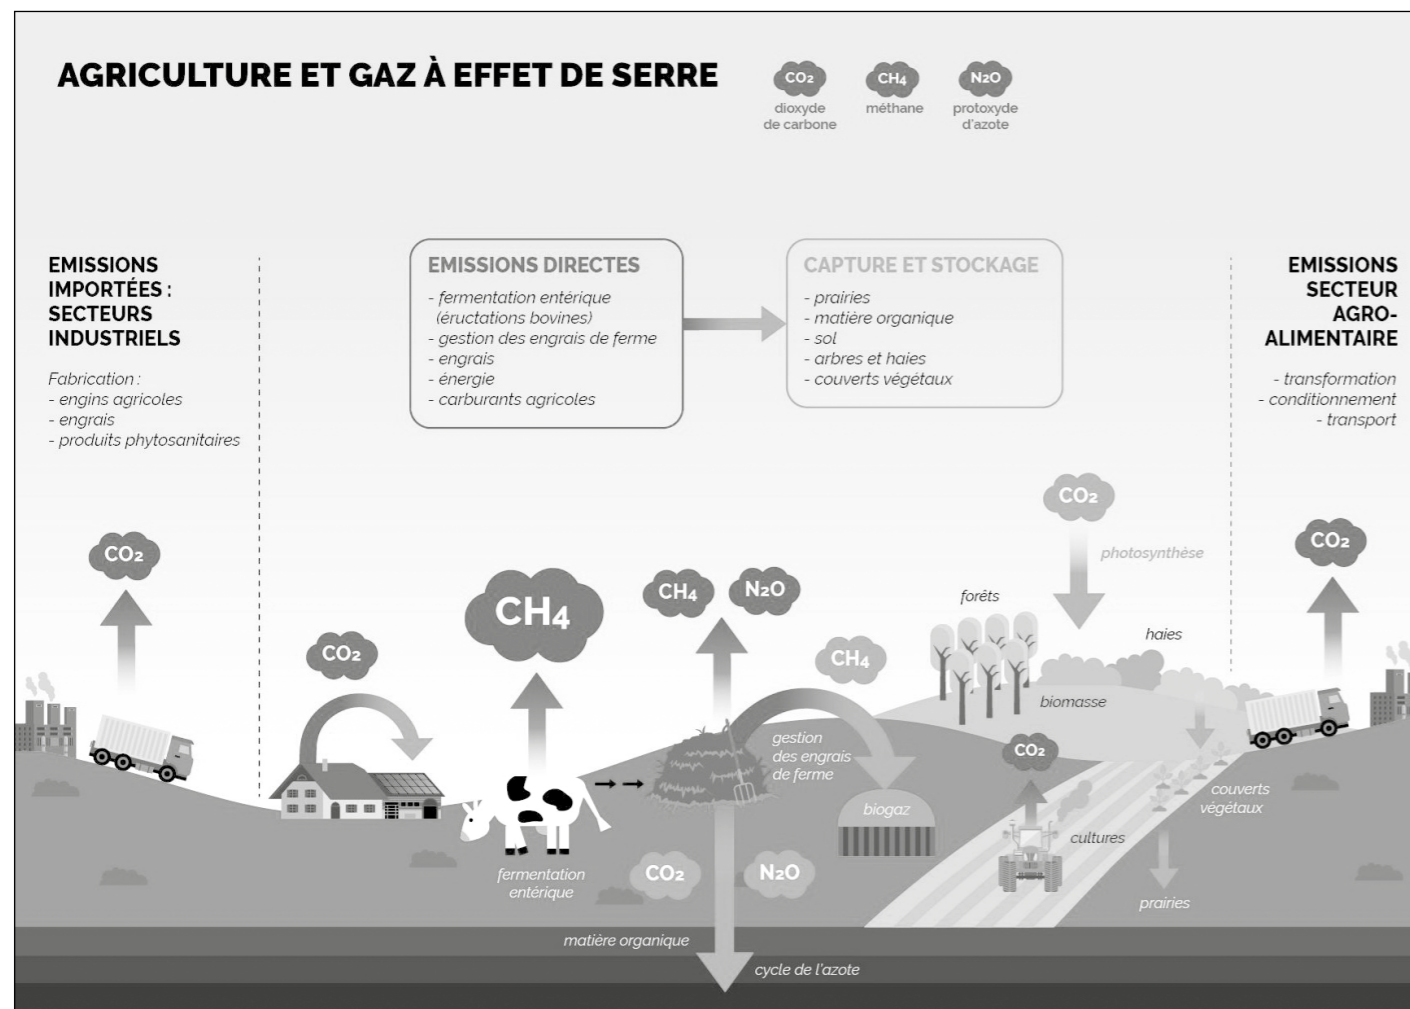 AGRICULTURE ET GAZ À EFFET DE SERRE
CO2
CH4
N2O
dioxyde
de carbone
méthane
protoxyde
d'azote
EMISSIONS
IMPORTÉES :
SECTEURS
INDUSTRIELS
Fabrication :
- engins agricoles
- engrais
- produits phytosanitaires
EMISSIONS DIRECTES
- fermentation entérique
(éructations bovines)
- gestion des engrais de ferme
- engrais
- énergie
- carburants agricoles
CAPTURE ET STOCKAGE
- prairies
- matière organique
- sol
- arbres et haies
- couverts végétaux
EMISSIONS
SECTEUR
AGRO-
ALIMENTAIRE
- transformation
- conditionnement
- transport
CO2
CO2
CH4
CH4
N2O
CH4
CO2
photosynthèse
CO2
forêts
haies
biomasse
gestion
des engrais
de ferme
biogaz
CO2
cultures
couverts
végétaux
prairies
fermentation
entérique
CO2
N2O
matière organique
cycle de l'azote